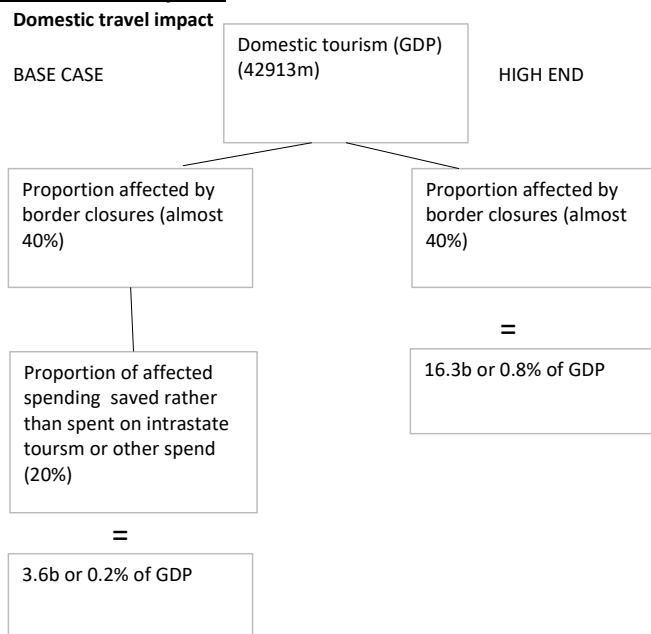 Domestic travel impact
BASE CASE
Domestic tourism (GDP)
(42913m)
HIGH END
Proportion affected by
border closures (almost
40%)
Proportion affected by
border closures (almost
40%)
=
16.3b or 0.8% of GDP
Proportion of affected
spending saved rather
than spent on intrastate
toursm or other spend
(20%)
=
3.6b or 0.2% of GDP